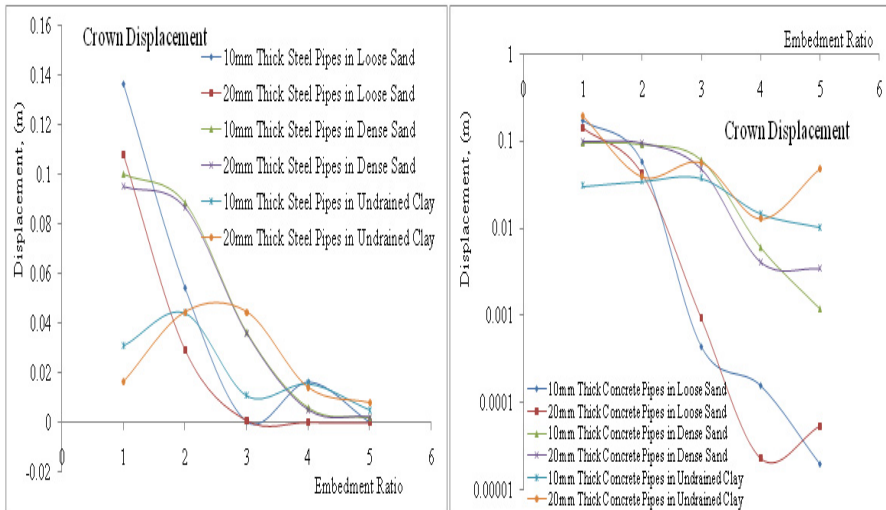 Crown Displacement
10mm Thick Steel Pipes in Loose Sand
20mm Thick Steel Pipes in Loose Sand
10mm Thick Steel Pipes in Dense Sand
20mm Thick Steel Pipes in Dense Sand
10mm Thick Steel Pipes in Undrained Clay
20mm Thick Steel Pipes in Undrained Clay
Displacement, (m)
0.16
0.14
0.12
0.1
0.08
0.06
0.04
0.02
0
-0.02
0 1 2 3 4 5 6
Embedment Ratio
Embedment Ratio
0 1 2 3 4 5 6
Crown Displacement
Displacement, (m)
1
0.1
0.01
0.001
0.0001
0.00001
10mm Thick Concrete Pipes in Loose Sand
20mm Thick Concrete Pipes in Loose Sand
10mm Thick Concrete Pipes in Dense Sand
20mm Thick Concrete Pipes in Dense Sand
10mm Thick Concrete Pipes in Undrained Clay
20mm Thick Concrete Pipes in Undrained Clay